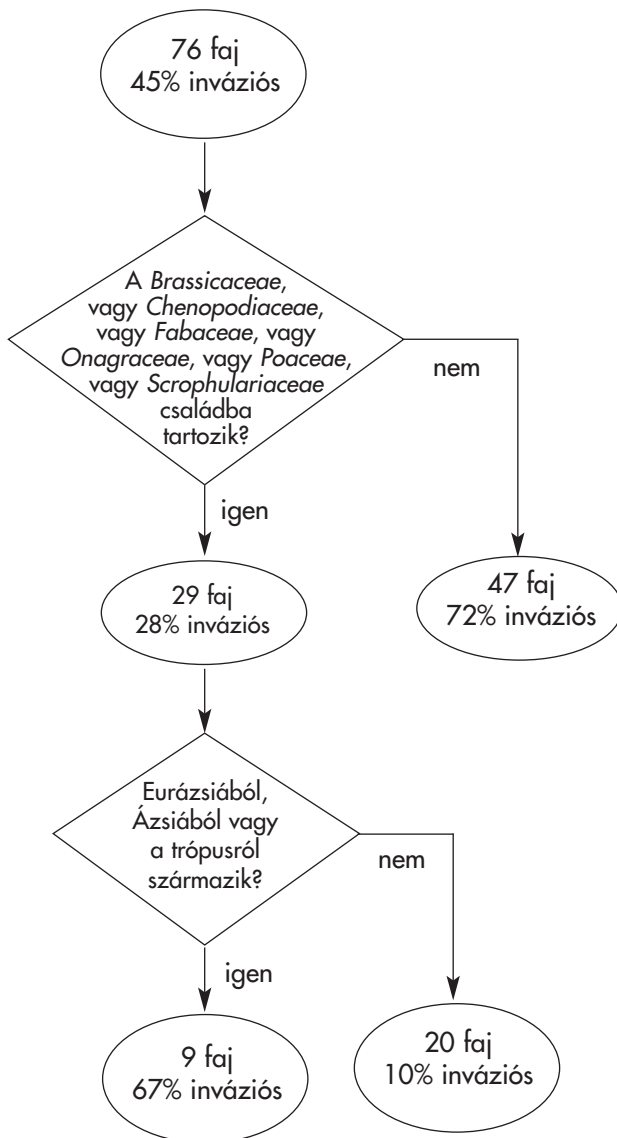 76 faj
45% inváziós
A Brassicaceae,
vagy Chenopodiaceae,
vagy Fabaceae, vagy
Onagraceae, vagy Poaceae,
vagy Scrophulariaceae
családba
tartozik?
nem
igen
29 faj
28% inváziós
47 faj
72% inváziós
Eurázsiából,
Ázsiából vagy
a trópusról
származik?
nem
igen
9 faj
67% inváziós
20 faj
10% inváziós